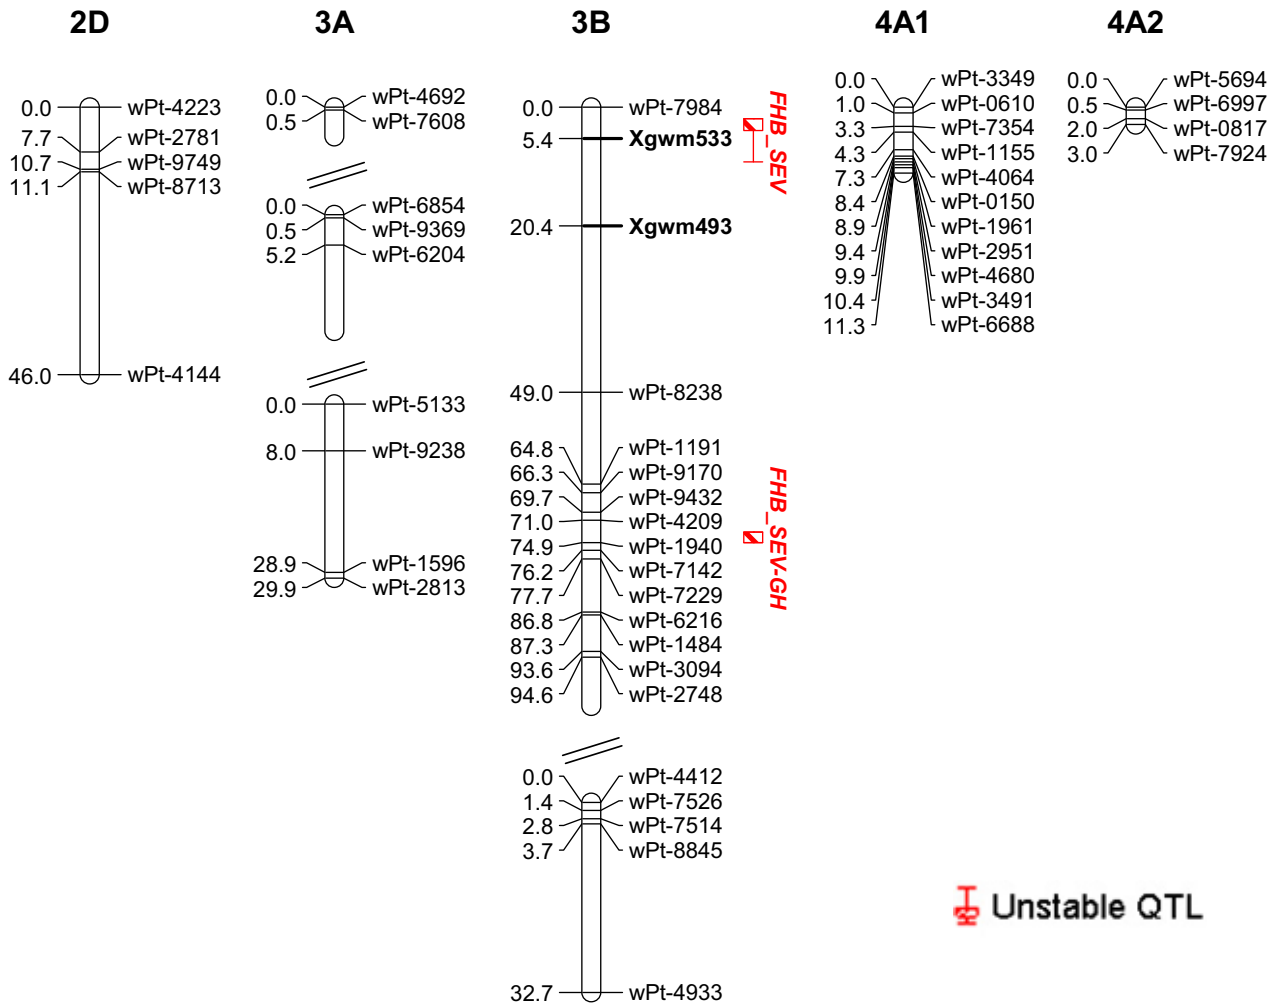 2D
0.0 wPt-4223
7.7 wPt-2781
10.7 wPt-9749
11.1 wPt-8713
46.0 wPt-4144
3A
0.0 wPt-4692
0.5 wPt-7608
0.0 wPt-6854
0.5 wPt-9369
5.2 wPt-6204
0.0 wPt-5133
8.0 wPt-9238
28.9 wPt-1596
29.9 wPt-2813
3B
0.0 wPt-7984
5.4 Xgwm533
20.4 Xgwm493
49.0 wPt-8238
64.8 wPt-1191
66.3 wPt-9170
69.7 wPt-9432
71.0 wPt-4209
74.9 wPt-1940
76.2 wPt-7142
77.7 wPt-7229
86.8 wPt-6216
87.3 wPt-1484
93.6 wPt-3094
94.6 wPt-2748
FHB_SEV
FHB_SEV-GH
0.0 wPt-4412
1.4 wPt-7526
2.8 wPt-7514
3.7 wPt-8845
32.7 wPt-4933
4A1
0.0 wPt-3349
1.0 wPt-0610
3.3 wPt-7354
4.3 wPt-1155
7.3 wPt-4064
8.4 wPt-0150
8.9 wPt-1961
9.4 wPt-2951
9.9 wPt-4680
10.4 wPt-3491
11.3 wPt-6688
4A2
0.0 wPt-5694
0.5 wPt-6997
2.0 wPt-0817
3.0 wPt-7924
Unstable QTL